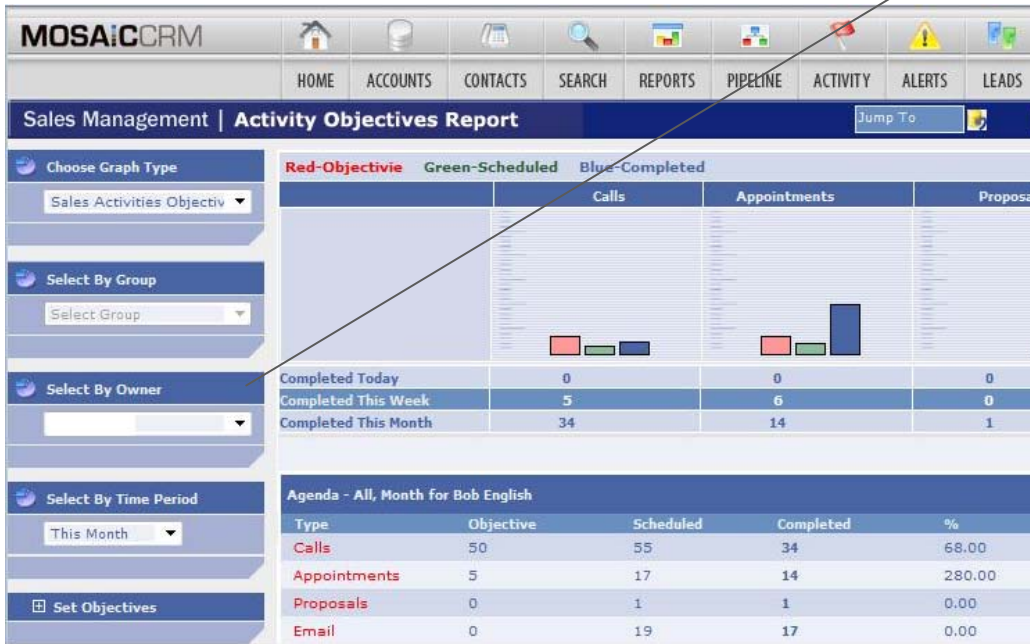 MOSAiCCRM
HOME ACCOUNTS CONTACTS SEARCH REPORTS PIPELINE ACTIVITY ALERTS LEADS
Sales Management | Activity Objectives Report
Jump To
Choose Graph Type
Sales Activities Objectiv
Select By Group
Select Group
Select By Owner
Select By Time Period
This Month
Set Objectives
Red-Objectivie Green-Scheduled Blue-Completed
Calls Appointments Proposa
Completed Today 0 0 0
Completed This Week 5 6 0
Completed This Month 34 14 1
Agenda - All, Month for Bob English
Type Objective Scheduled Completed %
Calls 50 55 34 68.00
Appointments 5 17 14 280.00
Proposals 0 1 1 0.00
Email 0 19 17 0.00